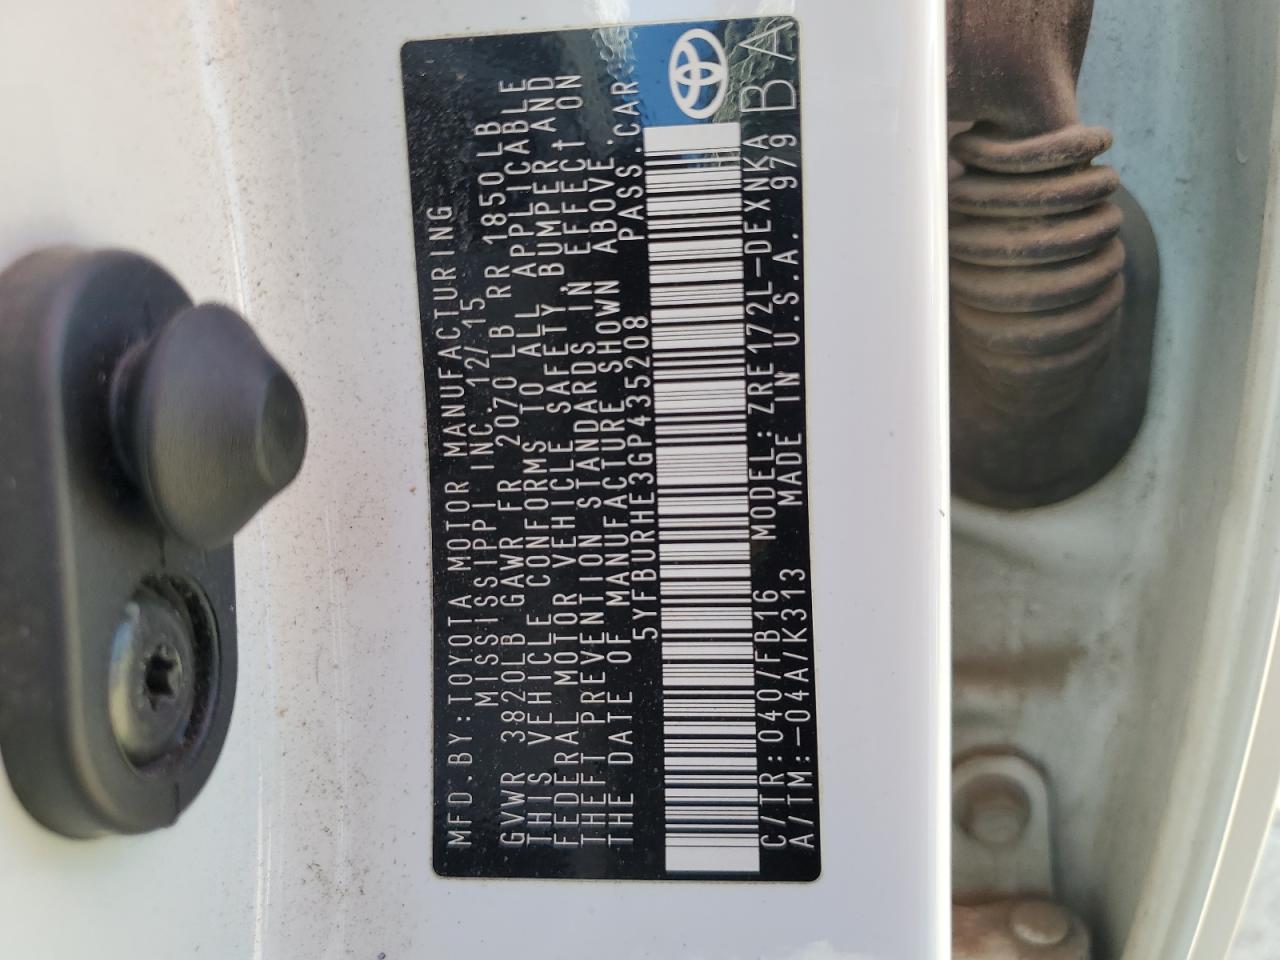 MFD.BY:TOYOTA MOTOR MANUFACTURING
MISSISSIPPI INC. 12/15
GVWR 3820LB GAWR FR 2070LB RR 1850LB
THIS VEHICLE CONFORMS TO ALL APPLICABLE
FEDERAL MOTOR VEHICLE SAFETY,BUMPER,AND
THEFT PREVENTION STANDARDS IN EFFECT ON
THE DATE OF MANUFACTURE SHOWN ABOVE.
5YFBURHE3GP435208 PASS.CAR
C/TR:040/FB16 MODEL:ZRE172L-DEXNKA
A/TM:-04A/K313 MADE IN U.S.A. 979
BA